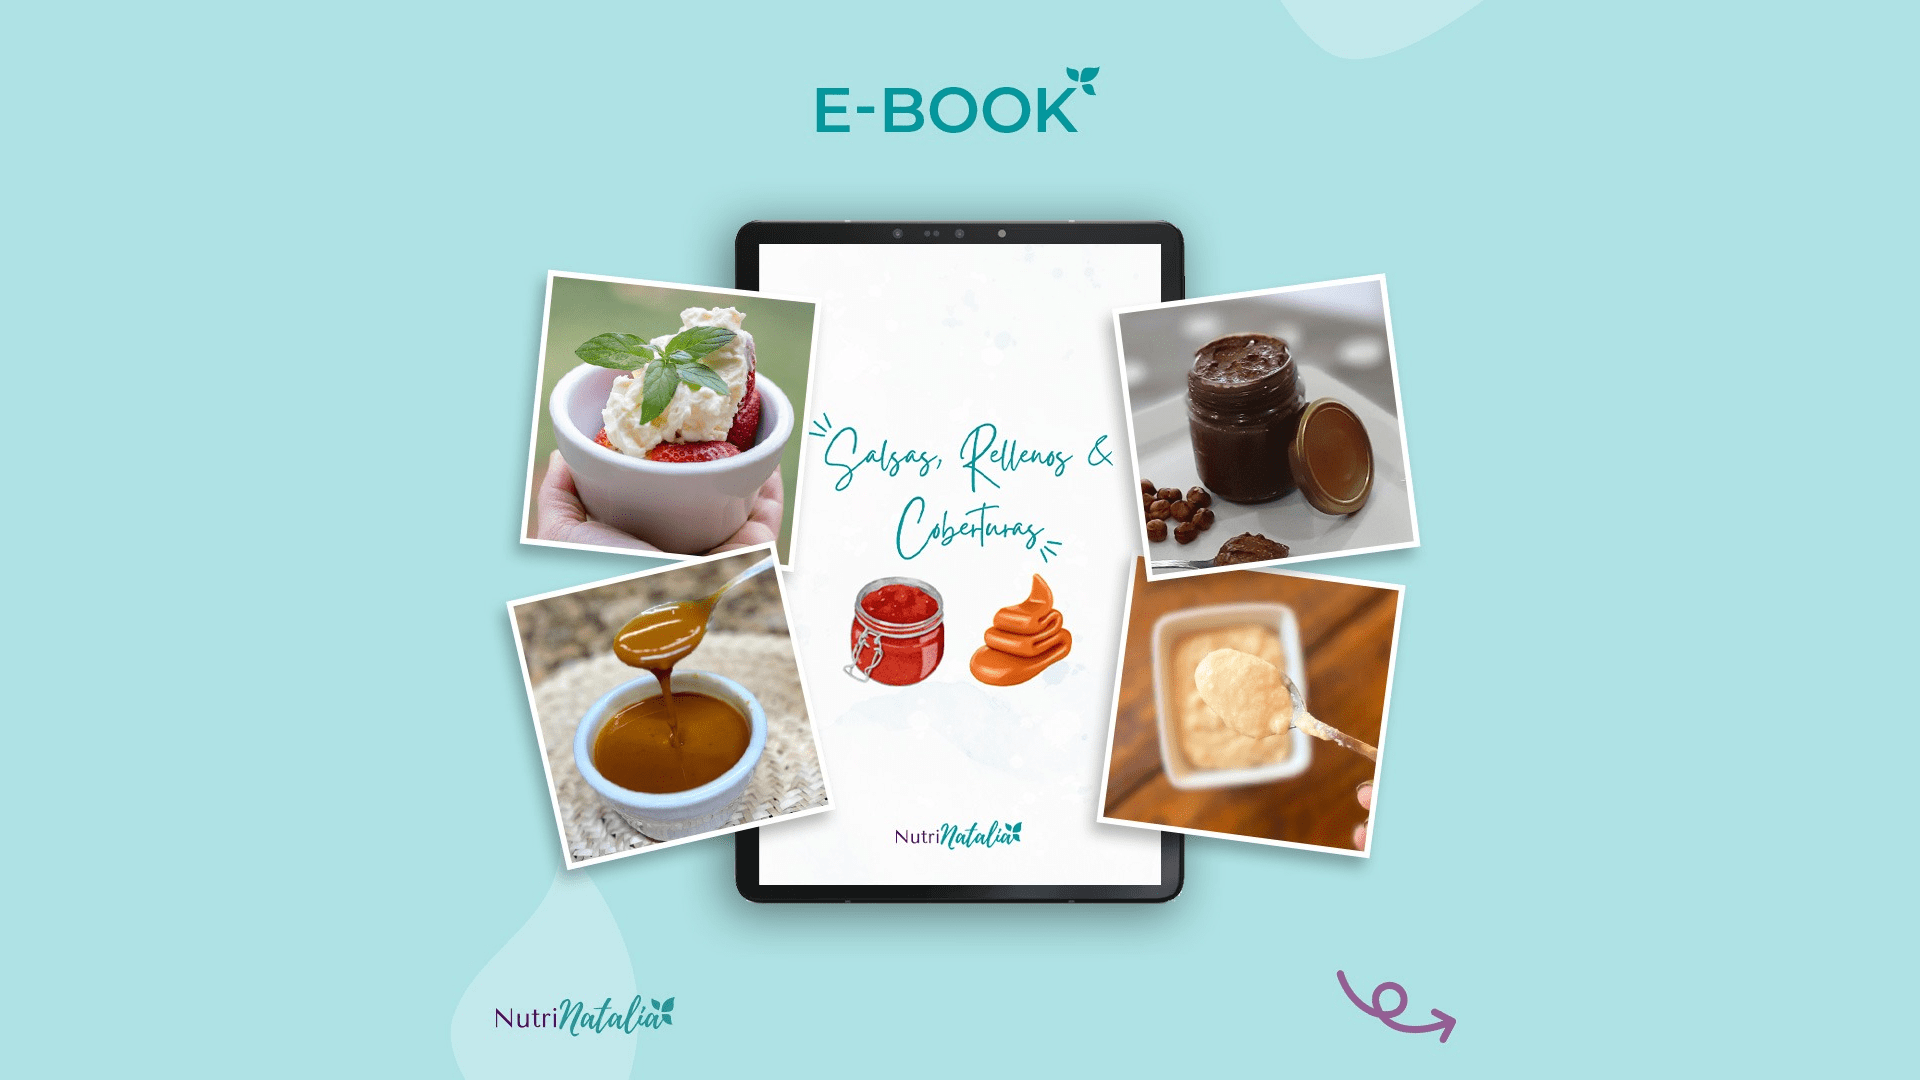 E-BOOK
Salsas, Rellenos &
Coberturas
NutriNatalia
NutriNatalia